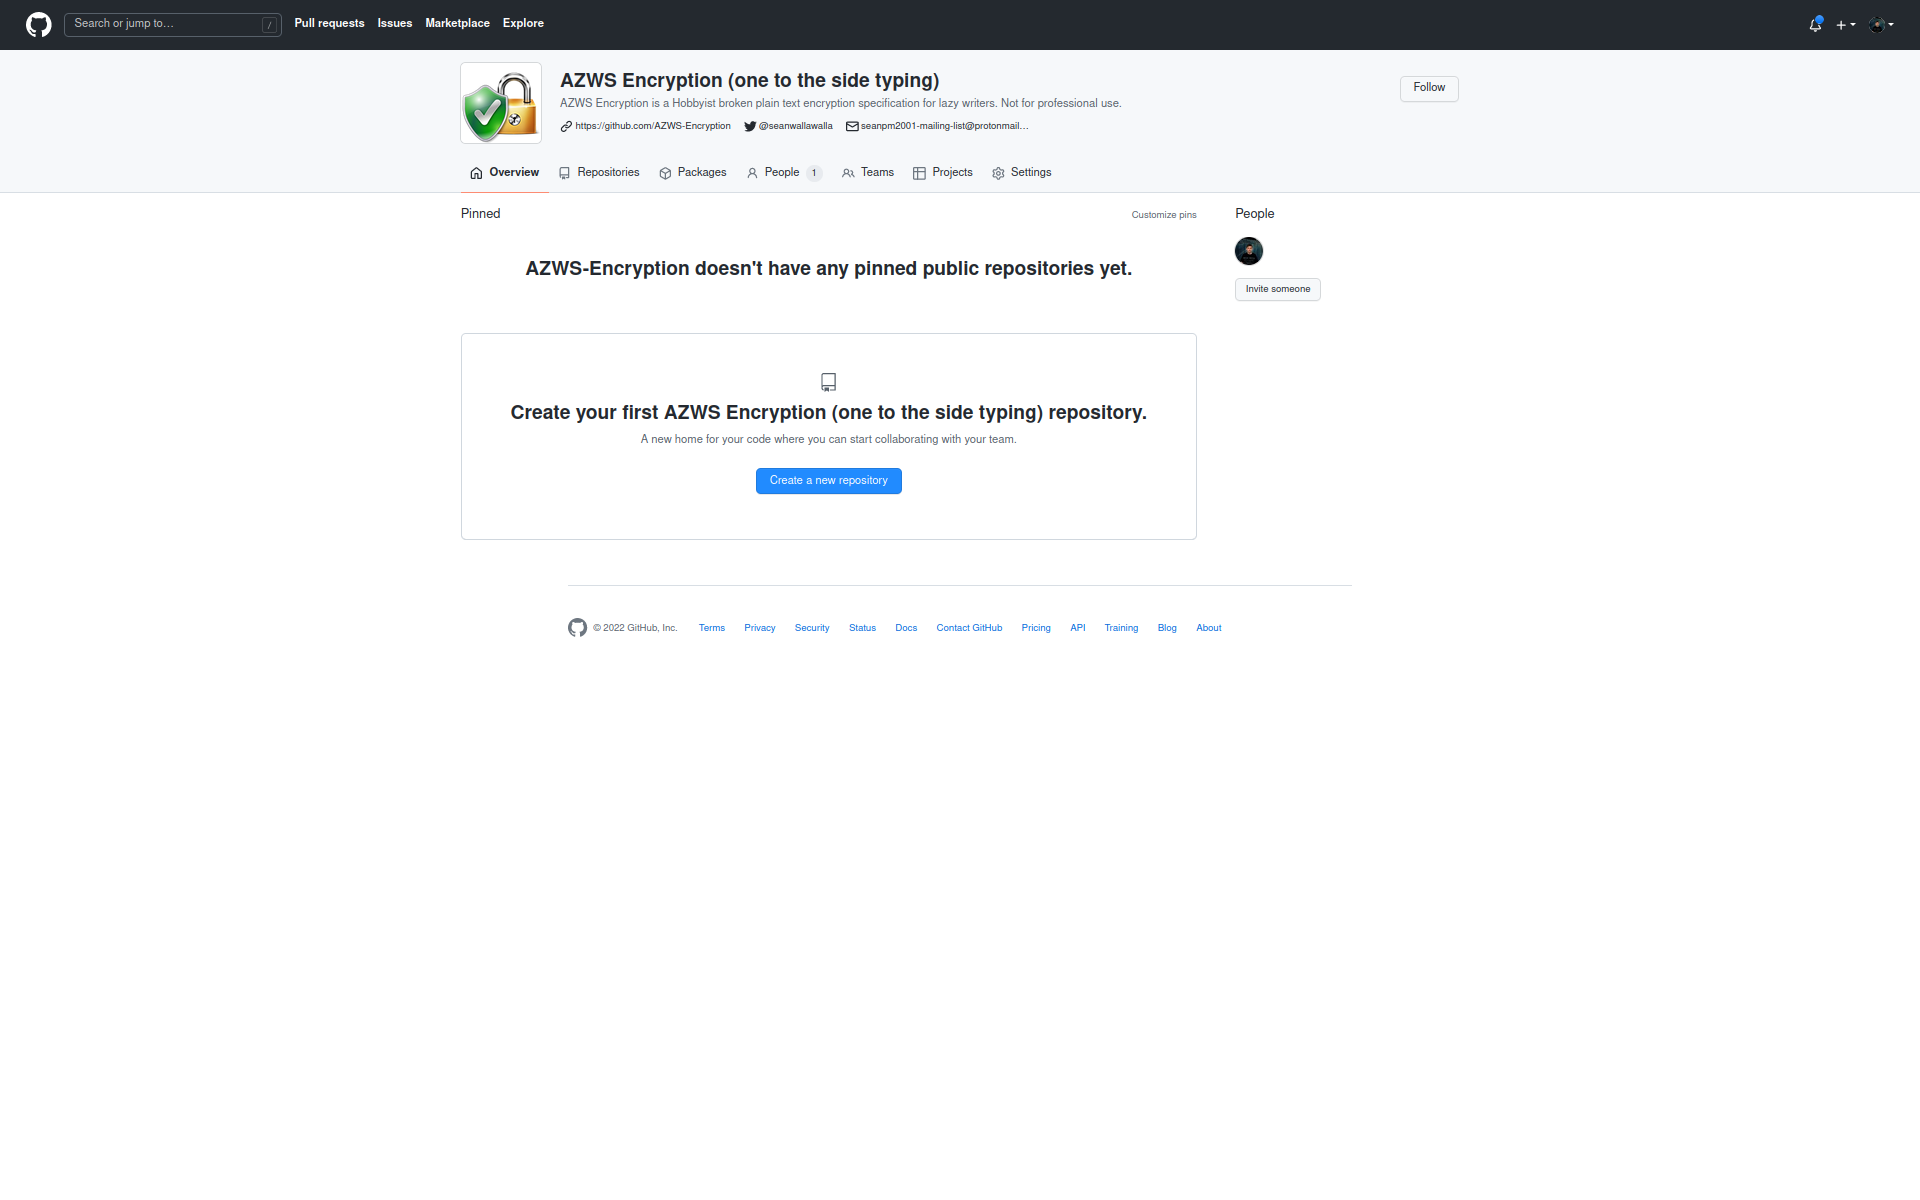 Search or jump to… /
Pull requests Issues Marketplace Explore
AZWS Encryption (one to the side typing)
AZWS Encryption is a Hobbyist broken plain text encryption specification for lazy writers. Not for professional use.
https://github.com/AZWS-Encryption @seanwallawalla seanpm2001-mailing-list@protonmail…
Follow
Overview Repositories Packages People 1 Teams Projects Settings
Pinned
Customize pins
AZWS-Encryption doesn't have any pinned public repositories yet.
Create your first AZWS Encryption (one to the side typing) repository.
A new home for your code where you can start collaborating with your team.
Create a new repository
People
Invite someone
© 2022 GitHub, Inc. Terms Privacy Security Status Docs Contact GitHub Pricing API Training Blog About